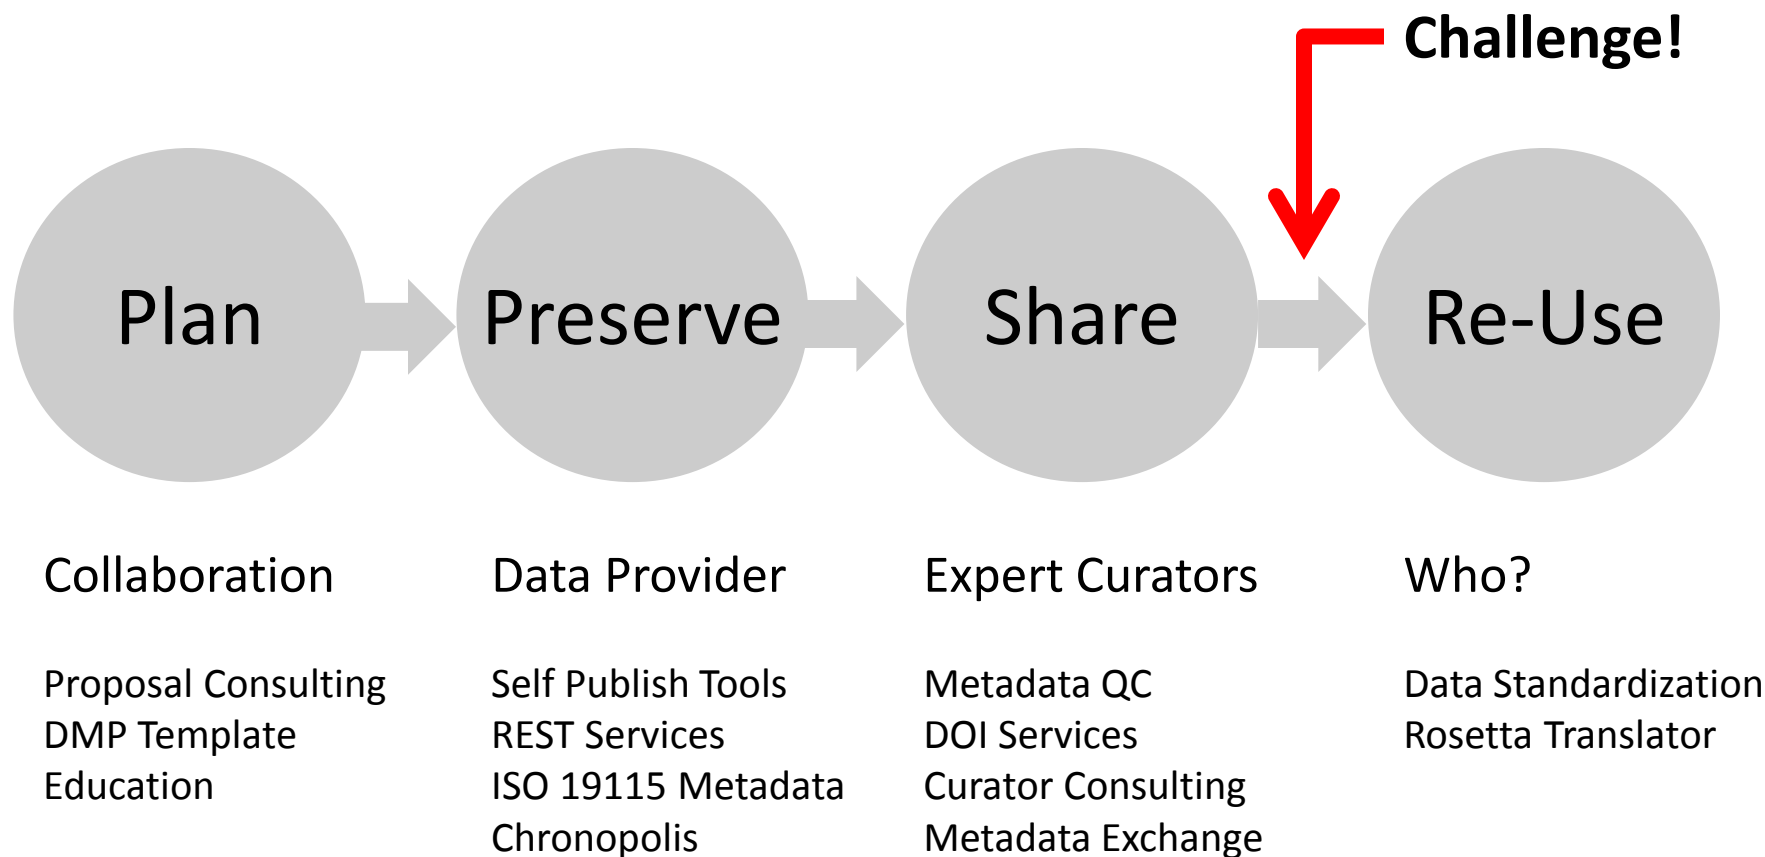 Challenge!
Plan
Preserve
Share
Re-Use
Collaboration
Proposal Consulting
DMP Template
Education
Data Provider
Self Publish Tools
REST Services
ISO 19115 Metadata
Chronopolis
Expert Curators
Metadata QC
DOI Services
Curator Consulting
Metadata Exchange
Who?
Data Standardization
Rosetta Translator